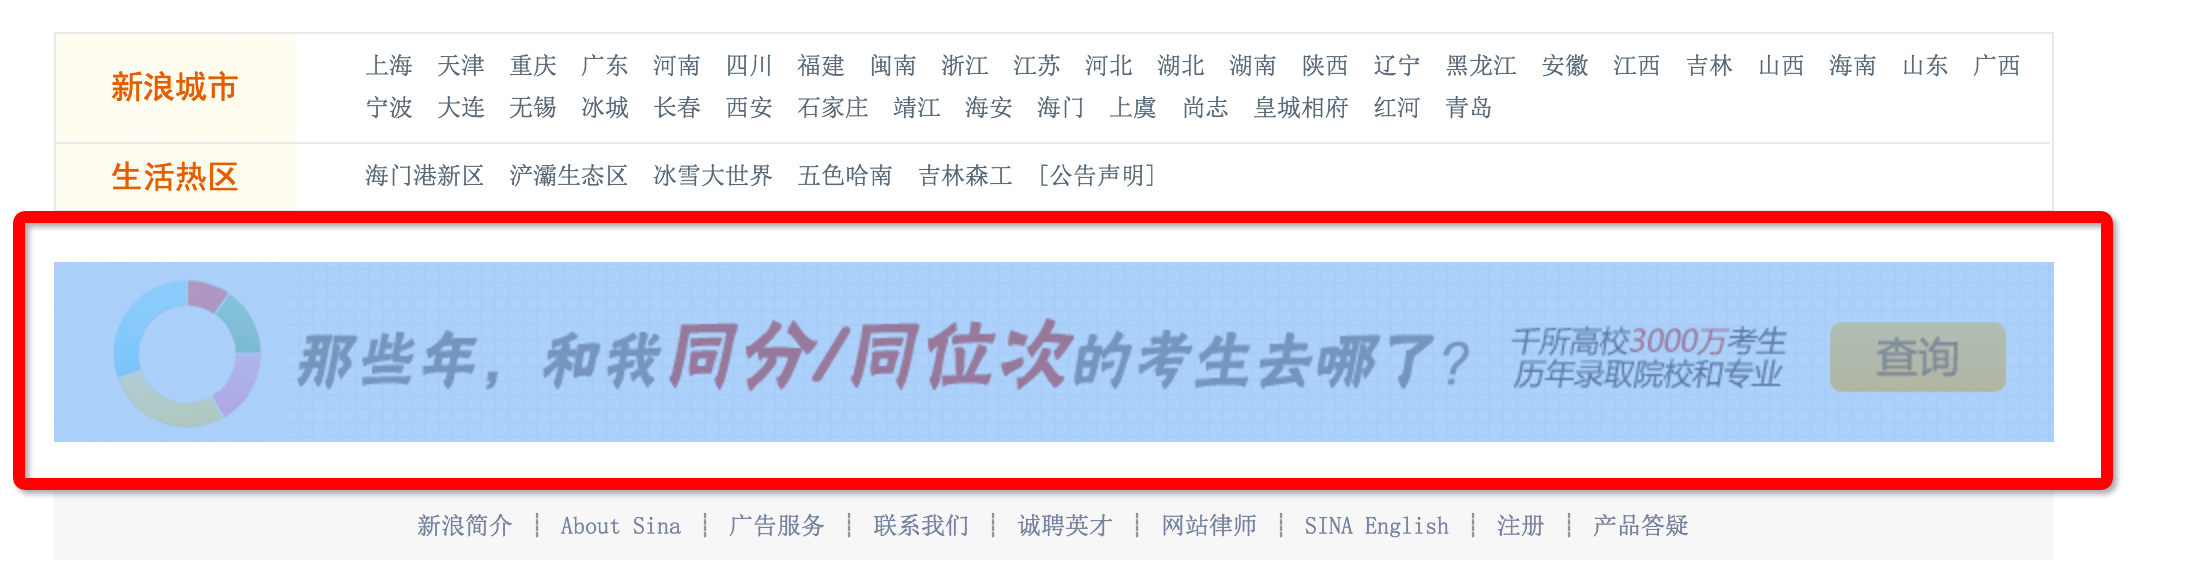 新浪城市
上海 天津 重庆 广东 河南 四川 福建 闽南 浙江 江苏 河北 湖北 湖南 陕西 辽宁 黑龙江 安徽 江西 吉林 山西 海南 山东 广西
宁波 大连 无锡 冰城 长春 西安 石家庄 靖江 海安 海门 上虞 尚志 皇城相府 红河 青岛
生活热区
海门港新区 浐灞生态区 冰雪大世界 五色哈南 吉林森工 [公告声明]
那些年，和我同分/同位次的考生去哪了?
千所高校3000万考生
历年录取院校和专业
查询
新浪简介 ┊ About Sina ┊ 广告服务 ┊ 联系我们 ┊ 诚聘英才 ┊ 网站律师 ┊ SINA English ┊ 注册 ┊ 产品答疑